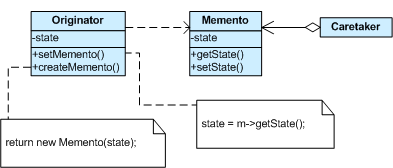 Originator
-state
+setMemento()
+createMemento()
Memento
-state
+getState()
+setState()
Caretaker
state = m->getState();
return new Memento(state);